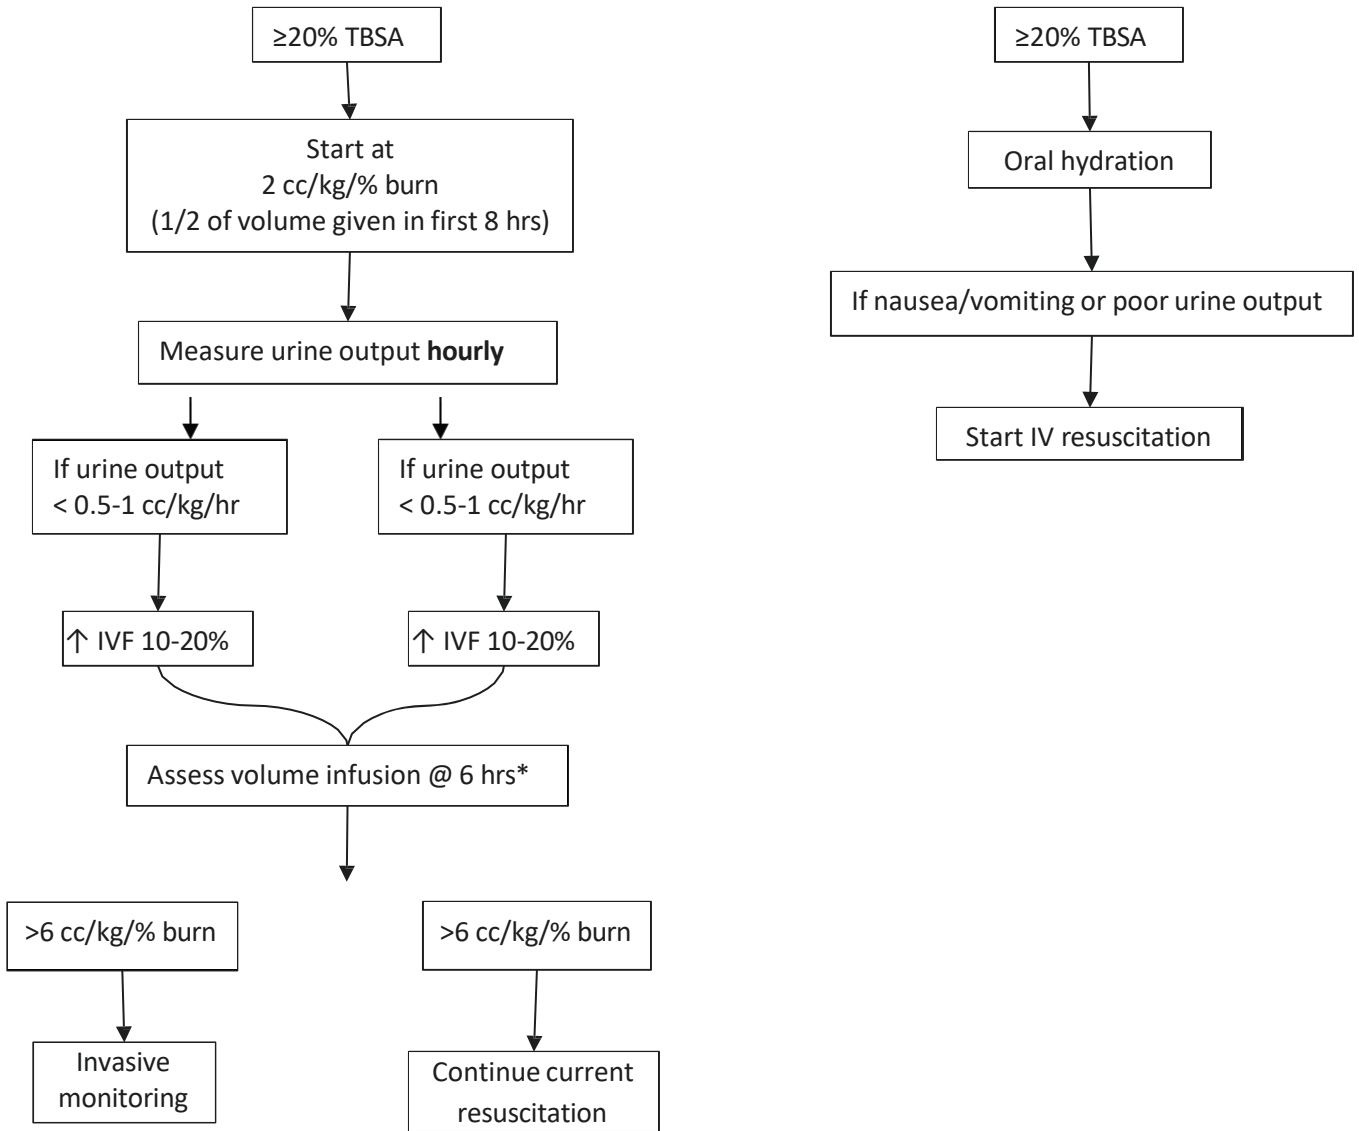 ≥20% TBSA
Start at
2 cc/kg/% burn
(1/2 of volume given in first 8 hrs)
Measure urine output hourly
If urine output
< 0.5-1 cc/kg/hr
If urine output
< 0.5-1 cc/kg/hr
↑ IVF 10-20%
↑ IVF 10-20%
Assess volume infusion @ 6 hrs*
>6 cc/kg/% burn
>6 cc/kg/% burn
Invasive
monitoring
Continue current
resuscitation
≥20% TBSA
Oral hydration
If nausea/vomiting or poor urine output
Start IV resuscitation